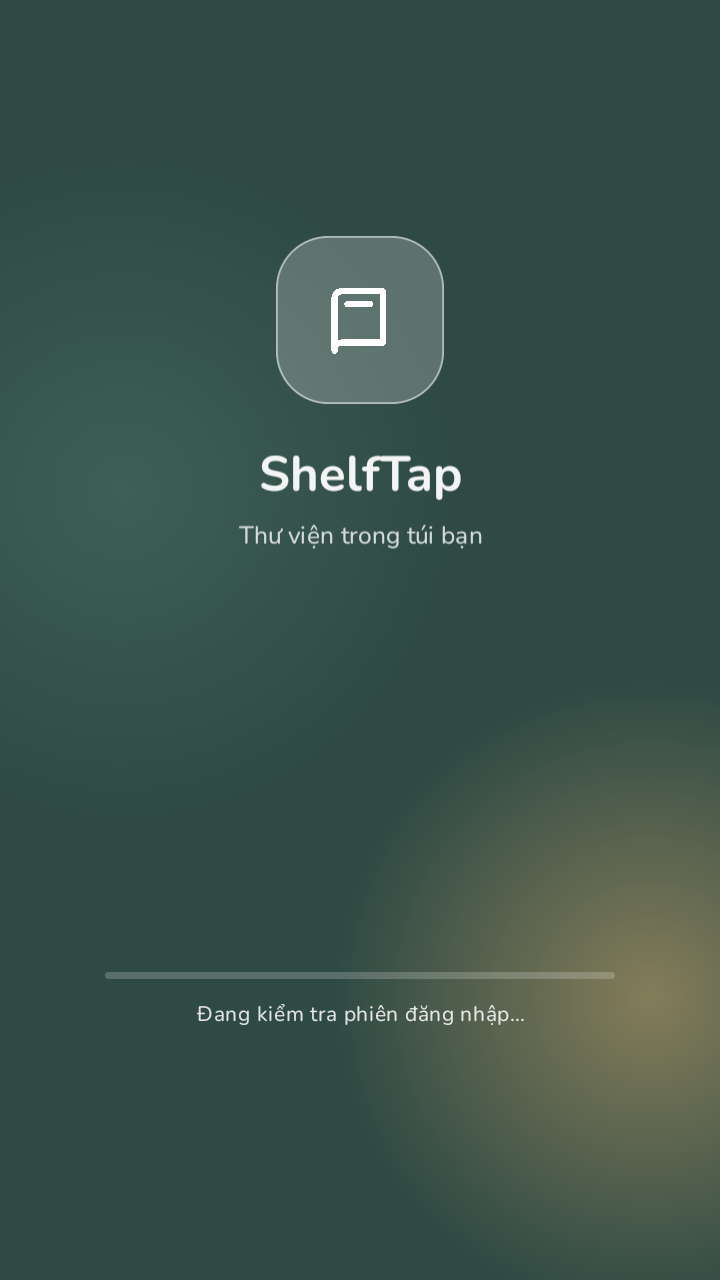 ShelfTap
Thư viện trong túi bạn
Đang kiểm tra phiên đăng nhập...